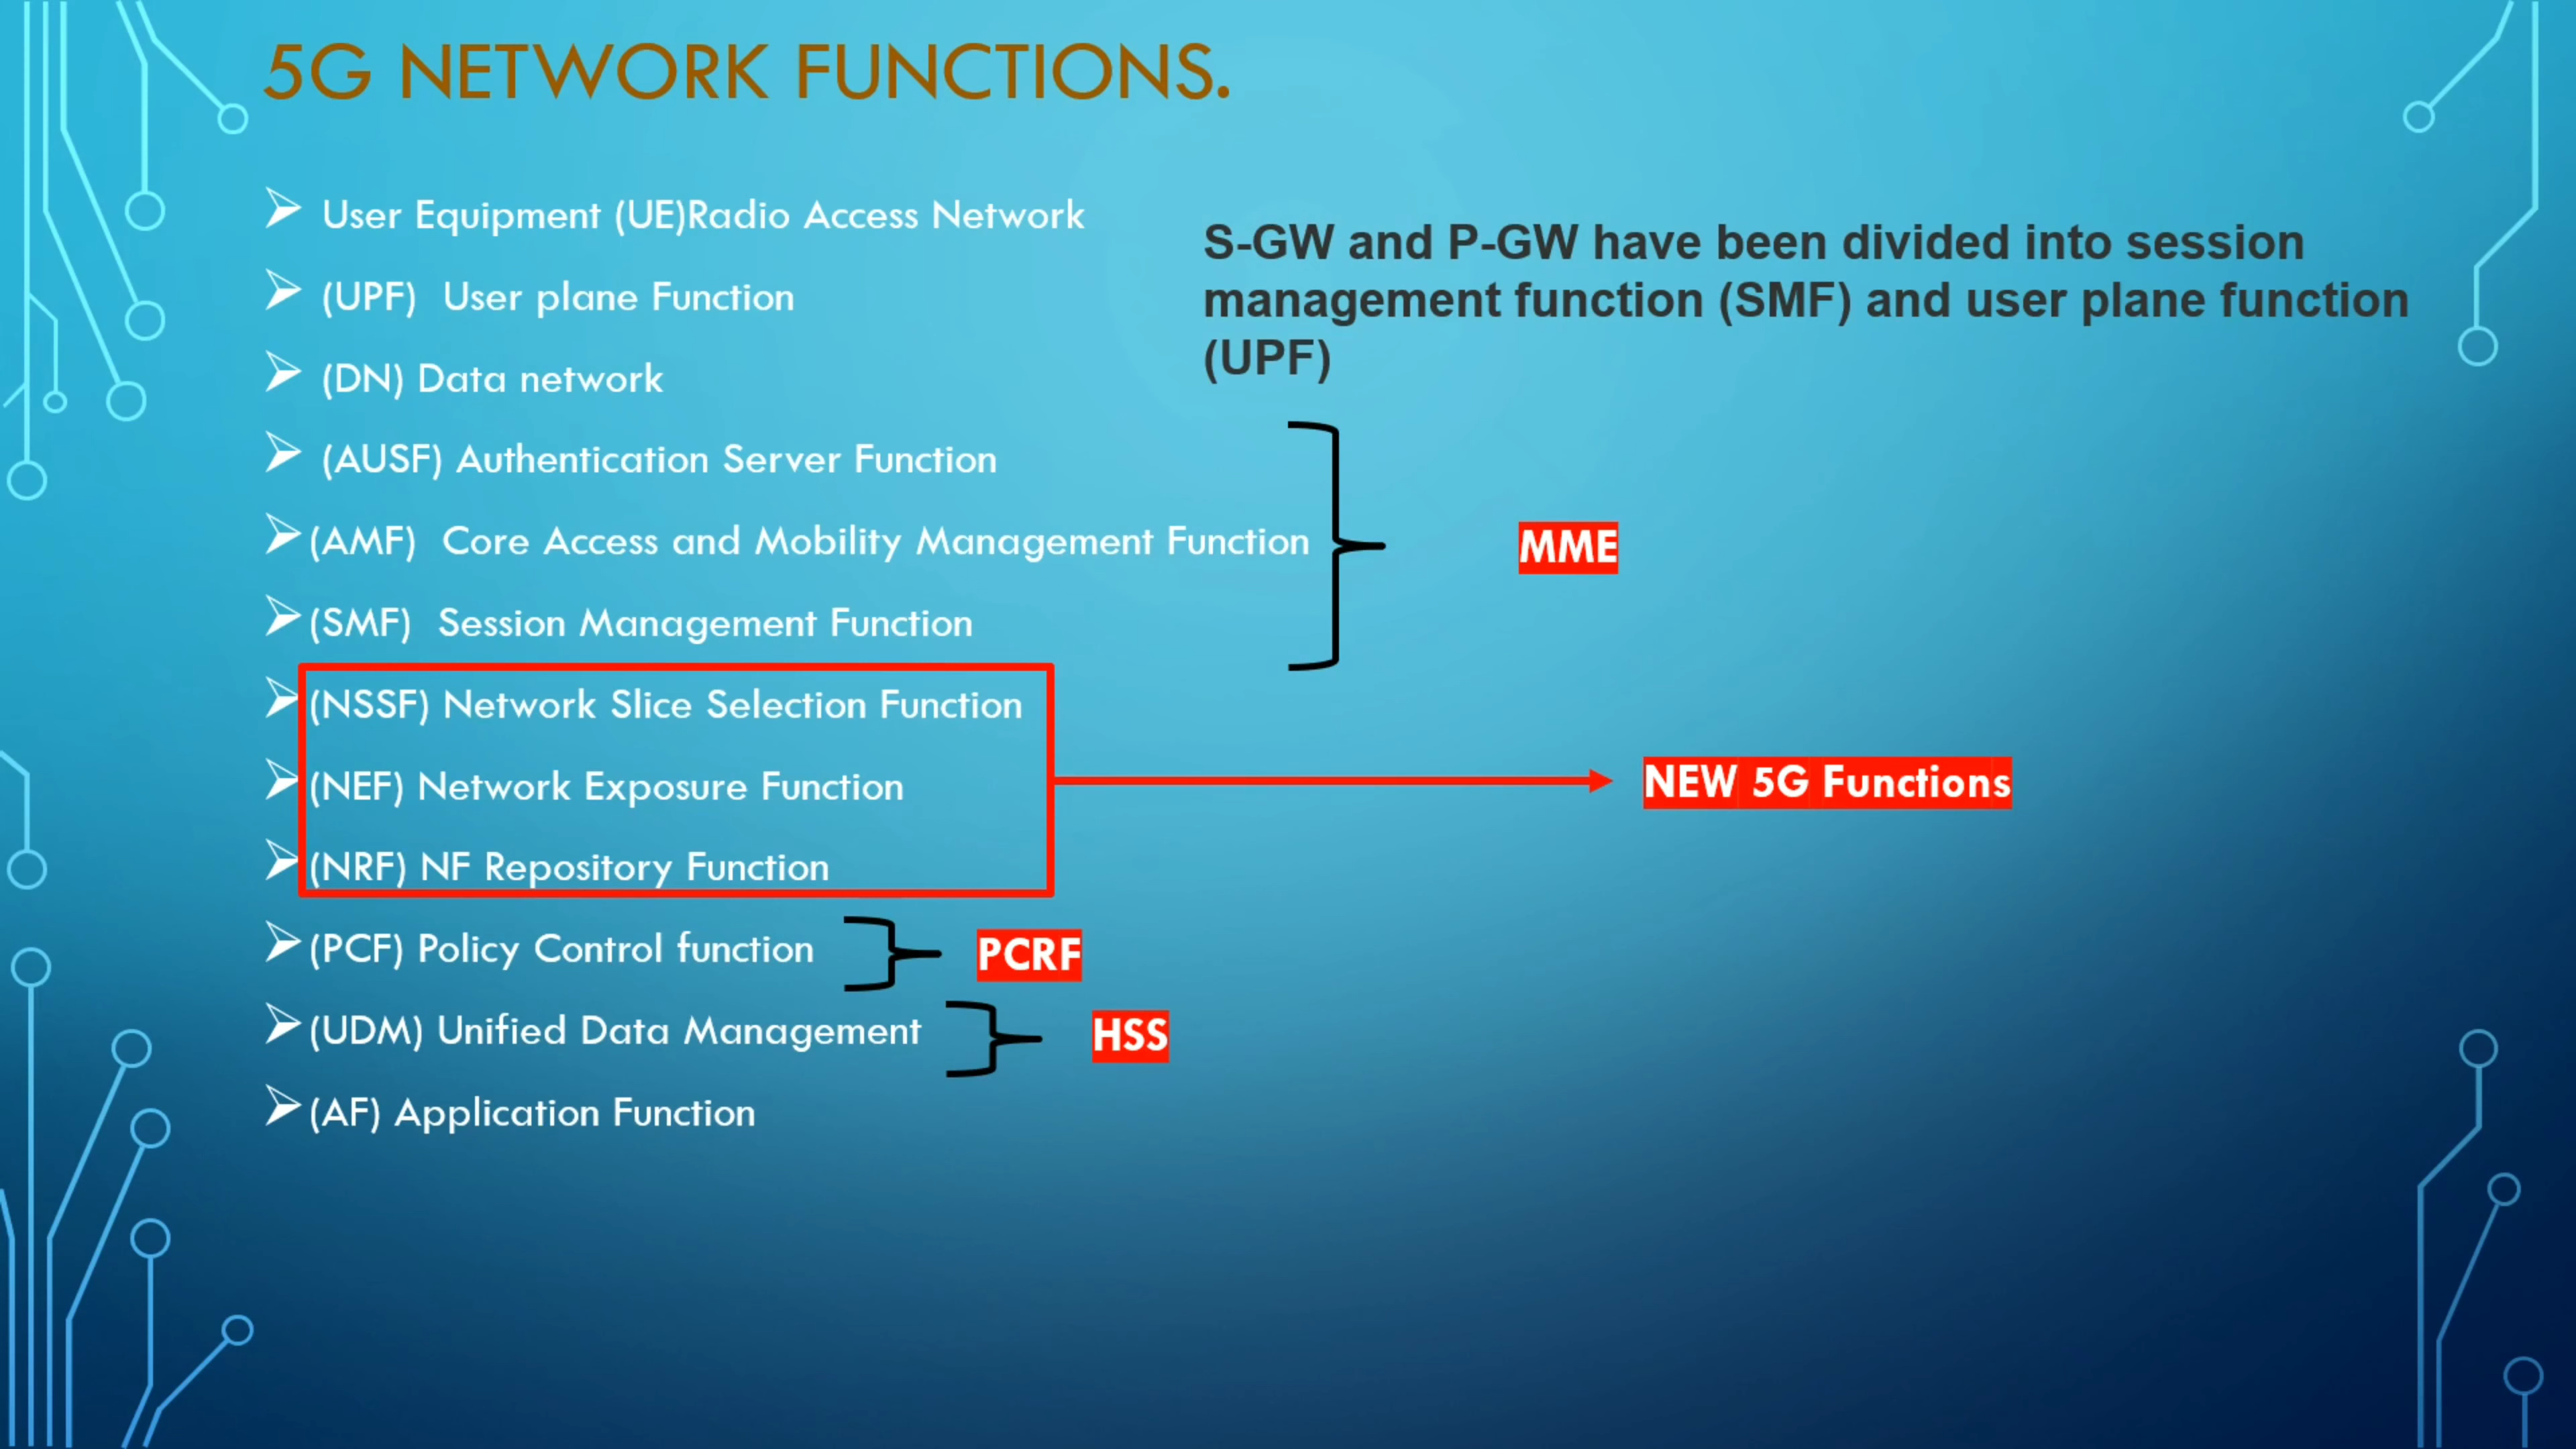 5G NETWORK FUNCTIONS.
User Equipment (UE)Radio Access Network
(UPF)  User plane Function
(DN) Data network
(AUSF) Authentication Server Function
(AMF)  Core Access and Mobility Management Function
(SMF)  Session Management Function
(NSSF) Network Slice Selection Function
(NEF) Network Exposure Function
(NRF) NF Repository Function
(PCF) Policy Control function
(UDM) Unified Data Management
(AF) Application Function
S-GW and P-GW have been divided into session
management function (SMF) and user plane function
(UPF)
MME
NEW 5G Functions
PCRF
HSS